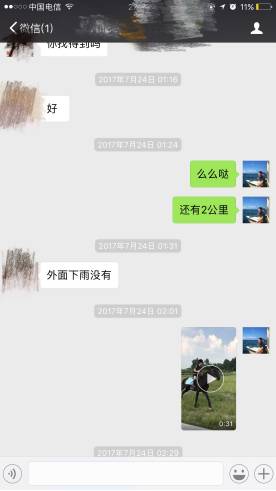 中国电信
11%
微信(1)
你找得到吗
2017年7月24日 01:16
好
2017年7月24日 01:24
么么哒
还有2公里
2017年7月24日 01:31
外面下雨没有
2017年7月24日 02:01
0:31
2017年7月24日 02:29